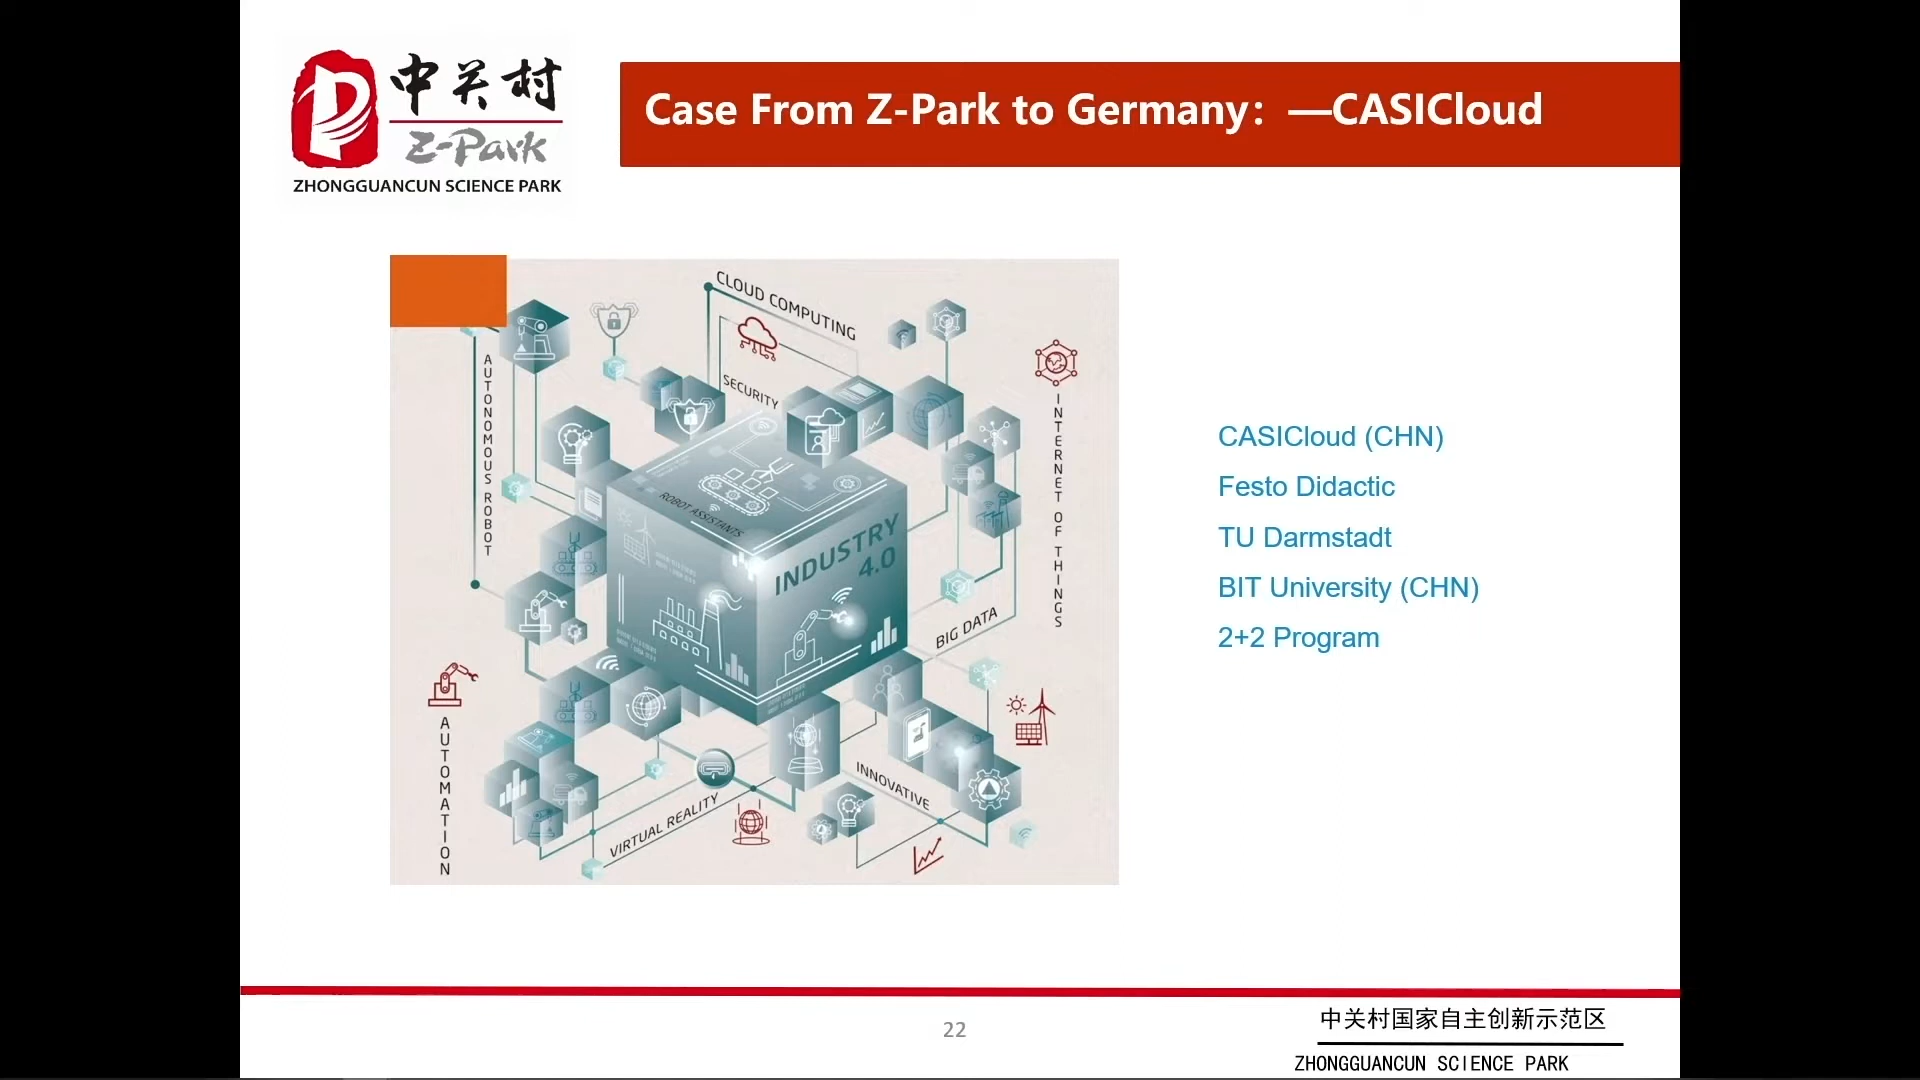 中关村
Z-Park
ZHONGGUANCUN SCIENCE PARK
Case From Z-Park to Germany：—CASICloud
CLOUD COMPUTING
SECURITY
AUTONOMOUS ROBOT
INTERNET OF THINGS
ROBOT ASSISTANTS
INDUSTRY
4.0
BIG DATA
AUTOMATION
INNOVATIVE
VIRTUAL REALITY
CASICloud (CHN)
Festo Didactic
TU Darmstadt
BIT University (CHN)
2+2 Program
22
中关村国家自主创新示范区
ZHONGGUANCUN SCIENCE PARK